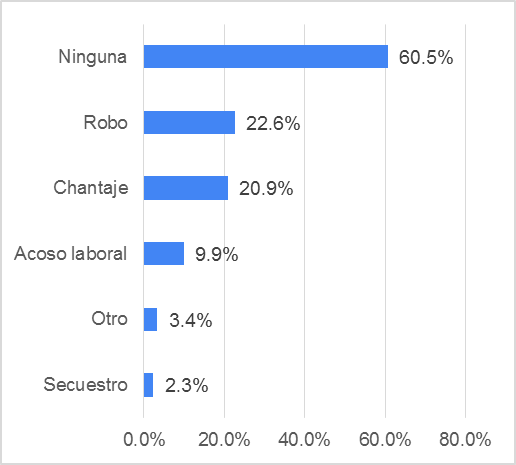 Ninguna 60.5%
Robo 22.6%
Chantaje 20.9%
Acoso laboral 9.9%
Otro 3.4%
Secuestro 2.3%
0.0% 20.0% 40.0% 60.0% 80.0%